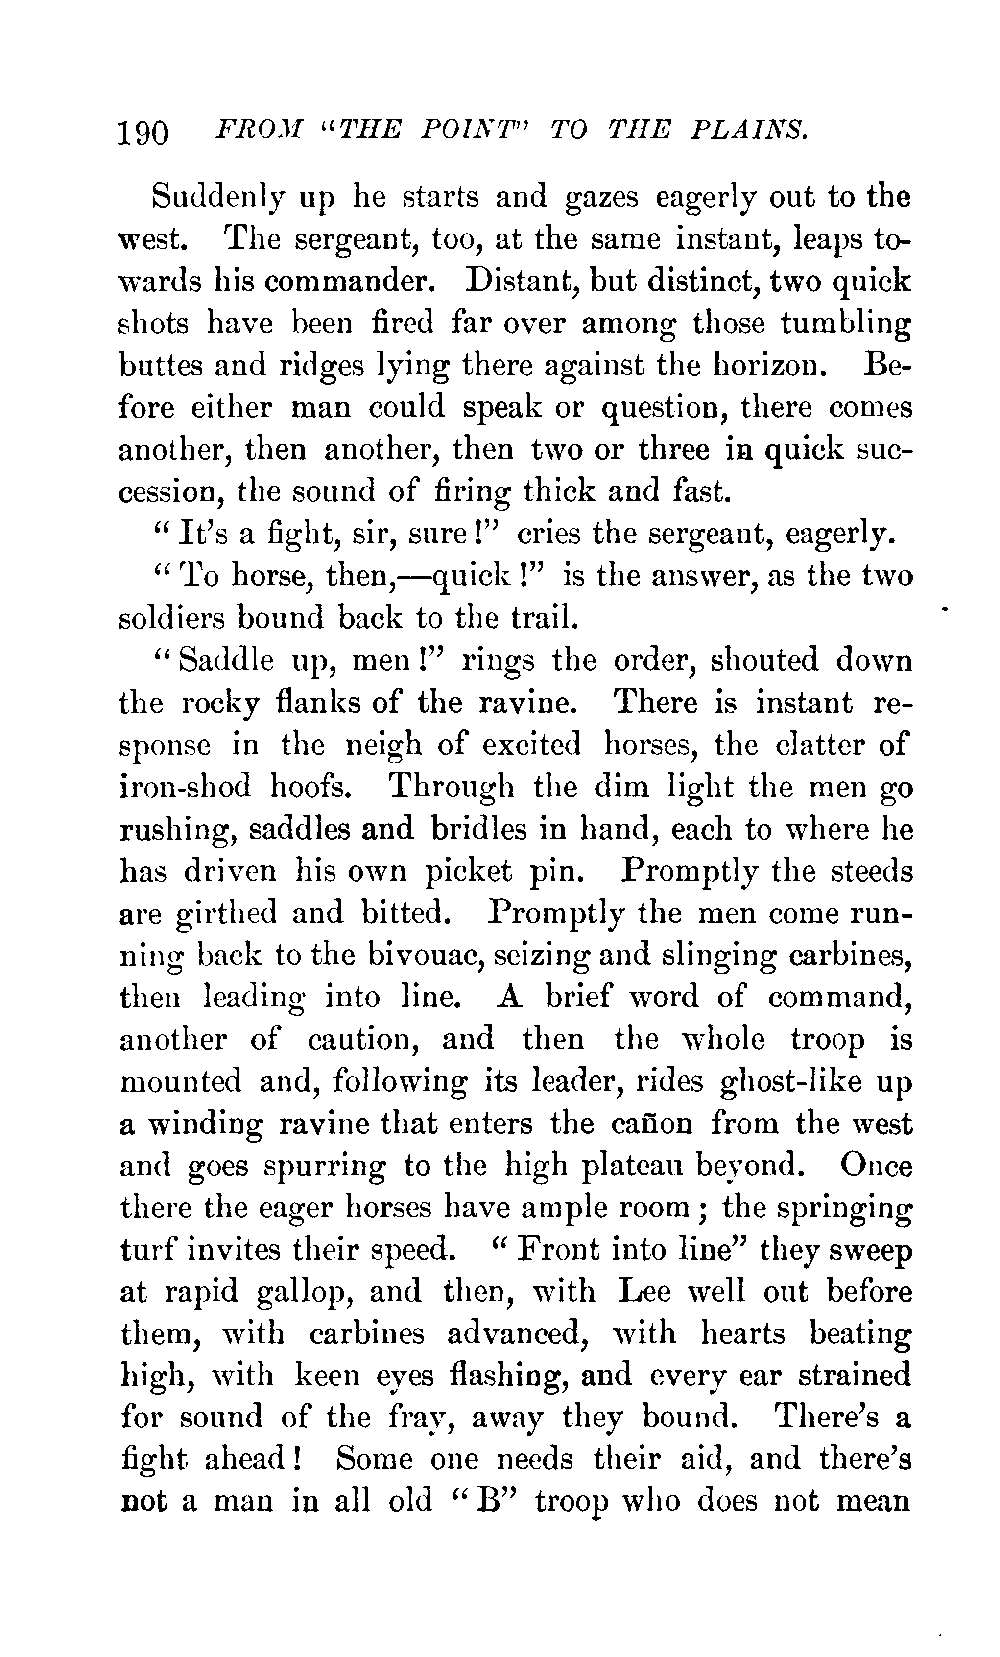 190 FROM "THE POINT" TO THE PLAINS.
Suddenly up he starts and gazes eagerly out to the
west. The sergeant, too, at the same instant, leaps to-
wards his commander. Distant, but distinct, two quick
shots have been fired far over among those tumbling
buttes and ridges lying there against the horizon. Be-
fore either man could speak or question, there comes
another, then another, then two or three in quick suc-
cession, the sound of firing thick and fast.
"It's a fight, sir, sure!" cries the sergeant, eagerly.
"To horse, then,—quick!" is the answer, as the two
soldiers bound back to the trail.
"Saddle up, men!" rings the order, shouted down
the rocky flanks of the ravine. There is instant re-
sponse in the neigh of excited horses, the clatter of
iron-shod hoofs. Through the dim light the men go
rushing, saddles and bridles in hand, each to where he
has driven his own picket pin. Promptly the steeds
are girthed and bitted. Promptly the men come run-
ning back to the bivouac, seizing and slinging carbines,
then leading into line. A brief word of command,
another of caution, and then the whole troop is
mounted and, following its leader, rides ghost-like up
a winding ravine that enters the cañon from the west
and goes spurring to the high plateau beyond. Once
there the eager horses have ample room; the springing
turf invites their speed. "Front into line" they sweep
at rapid gallop, and then, with Lee well out before
them, with carbines advanced, with hearts beating
high, with keen eyes flashing, and every ear strained
for sound of the fray, away they bound. There's a
fight ahead! Some one needs their aid, and there's
not a man in all old "B" troop who does not mean